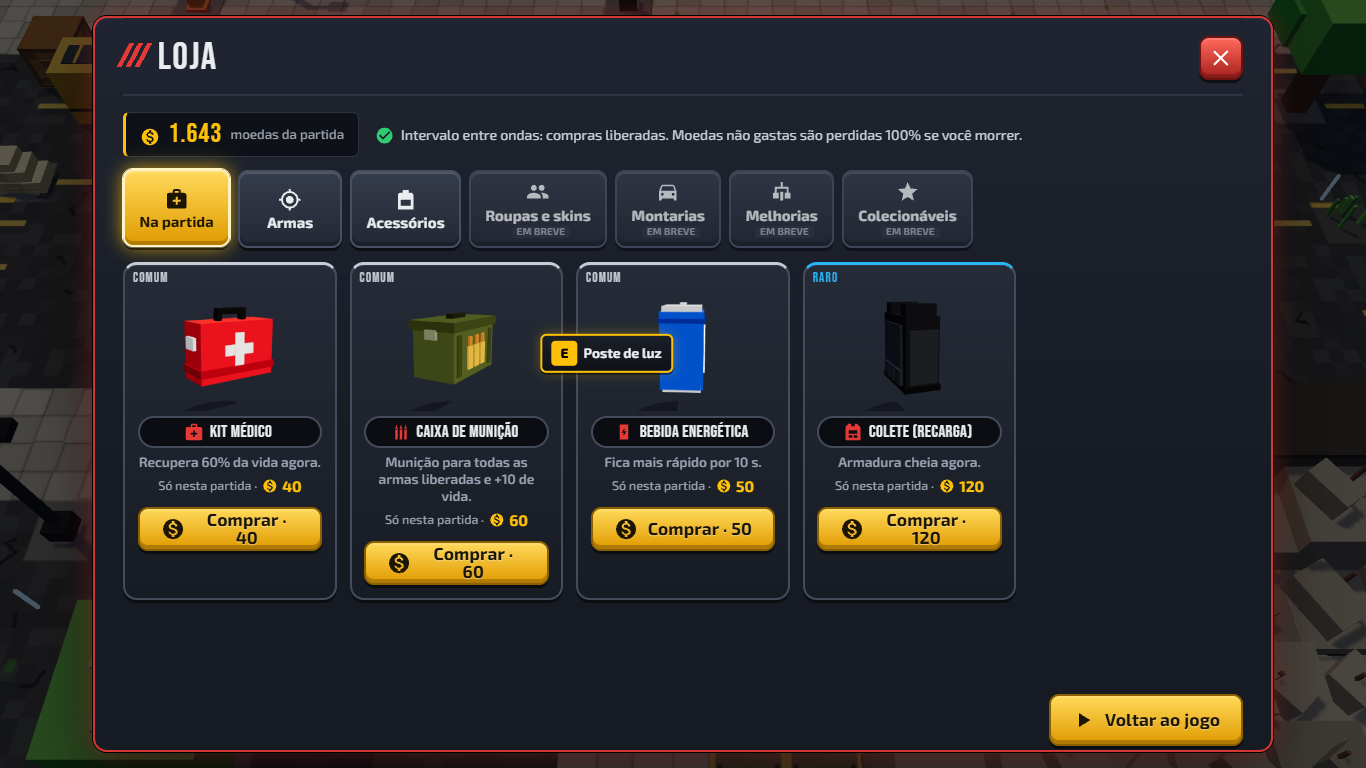 LOJA
1.643 moedas da partida
Intervalo entre ondas: compras liberadas. Moedas não gastas são perdidas 100% se você morrer.
Na partida
Armas
Acessórios
Roupas e skins
EM BREVE
Montarias
EM BREVE
Melhorias
EM BREVE
Colecionáveis
EM BREVE
COMUM
KIT MÉDICO
Recupera 60% da vida agora.
Só nesta partida · 40
Comprar ·
40
COMUM
CAIXA DE MUNIÇÃO
Munição para todas as
armas liberadas e +10 de
vida.
Só nesta partida · 60
Comprar ·
60
COMUM
E Poste de luz
BEBIDA ENERGÉTICA
Fica mais rápido por 10 s.
Só nesta partida · 50
Comprar · 50
RARO
COLETE (RECARGA)
Armadura cheia agora.
Só nesta partida · 120
Comprar ·
120
Voltar ao jogo